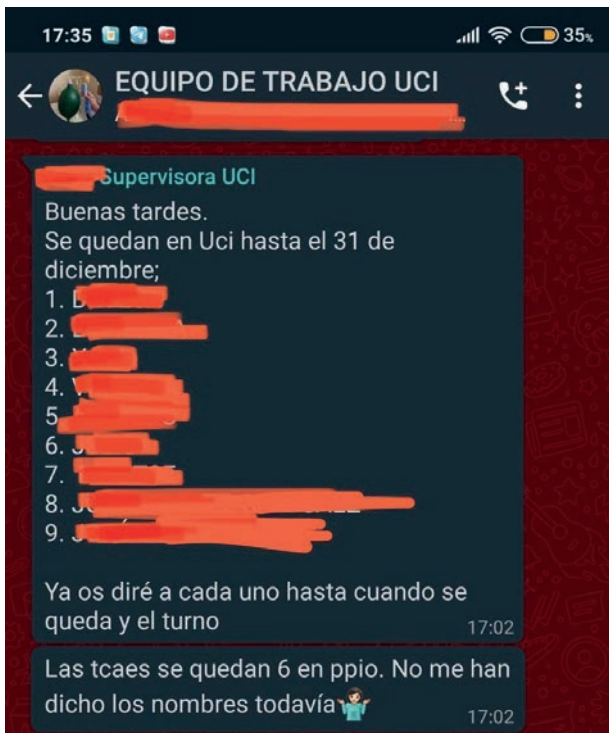 17:35 35%
EQUIPO DE TRABAJO UCI
Supervisora UCI
Buenas tardes.
Se quedan en Uci hasta el 31 de
diciembre;
1.
2.
3.
4.
5
6.
7.
8.
9.
Ya os diré a cada uno hasta cuando se
queda y el turno
17:02
Las tcaes se quedan 6 en ppio. No me han
dicho los nombres todavía
17:02